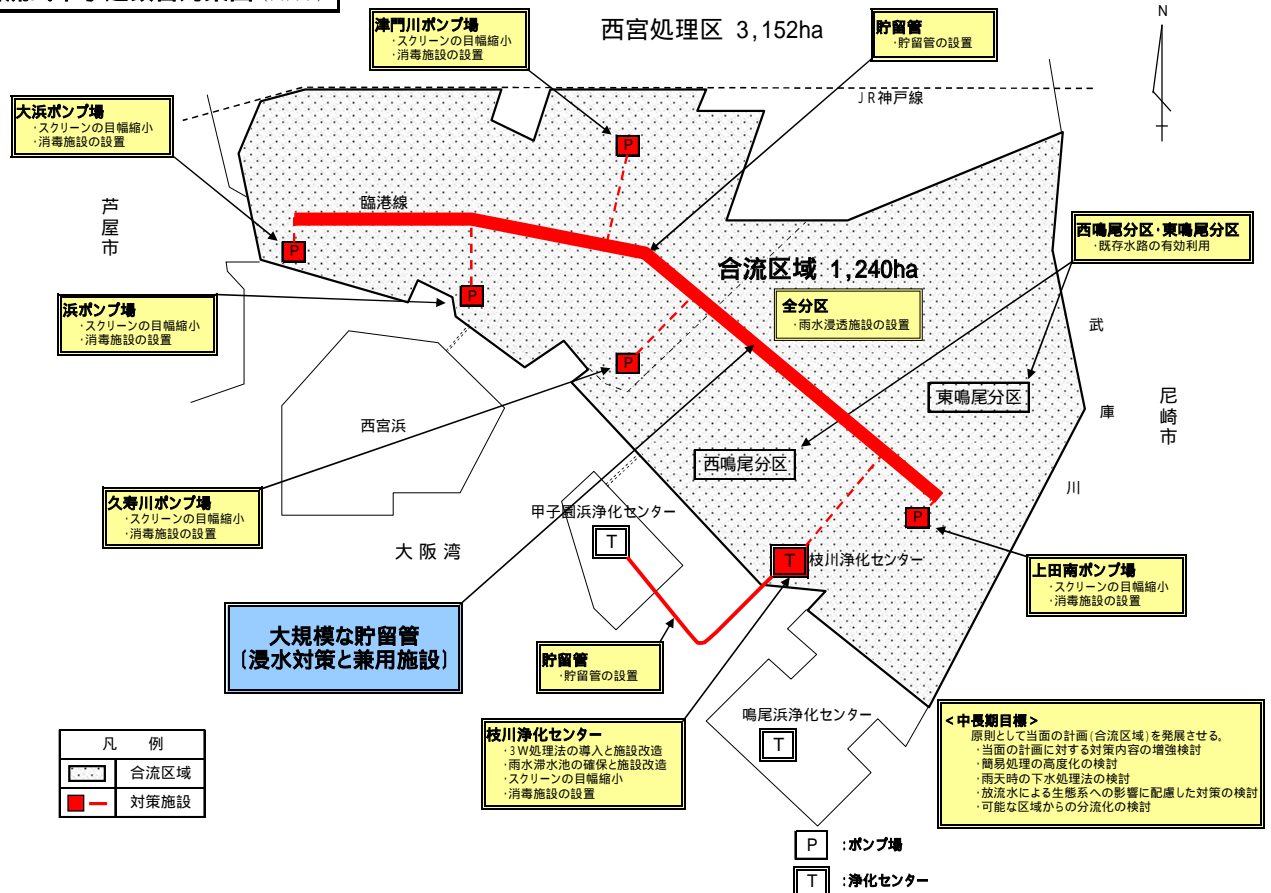 西宮処理区 3,152ha
N
津門川ポンプ場
・スクリーンの目幅縮小
・消毒施設の設置
貯留管
・貯留管の設置
JR神戸線
大浜ポンプ場
・スクリーンの目幅縮小
・消毒施設の設置
P
芦屋市
臨港線
P
西鳴尾分区・東鳴尾分区
・既存水路の有効利用
合流区域 1,240ha
浜ポンプ場
・スクリーンの目幅縮小
・消毒施設の設置
P
全分区
・雨水浸透施設の設置
武庫川
尼崎市
P
東鳴尾分区
西宮浜
西鳴尾分区
久寿川ポンプ場
・スクリーンの目幅縮小
・消毒施設の設置
甲子園浜浄化センター
T
大阪湾
P
T
枝川浄化センター
上田南ポンプ場
・スクリーンの目幅縮小
・消毒施設の設置
大規模な貯留管
(浸水対策と兼用施設)
貯留管
・貯留管の設置
鳴尾浜浄化センター
T
枝川浄化センター
・3W処理法の導入と施設改造
・雨水滞水池の確保と施設改造
・スクリーンの目幅縮小
・消毒施設の設置
<中長期目標>
原則として当面の計画(合流区域)を発展させる。
・当面の計画に対する対策内容の増強検討
・簡易処理の高度化の検討
・雨天時の下水処理法の検討
・放流水による生態系への影響に配慮した対策の検討
・可能な区域からの分流化の検討
凡 例
合流区域
対策施設
P :ポンプ場
T :浄化センター